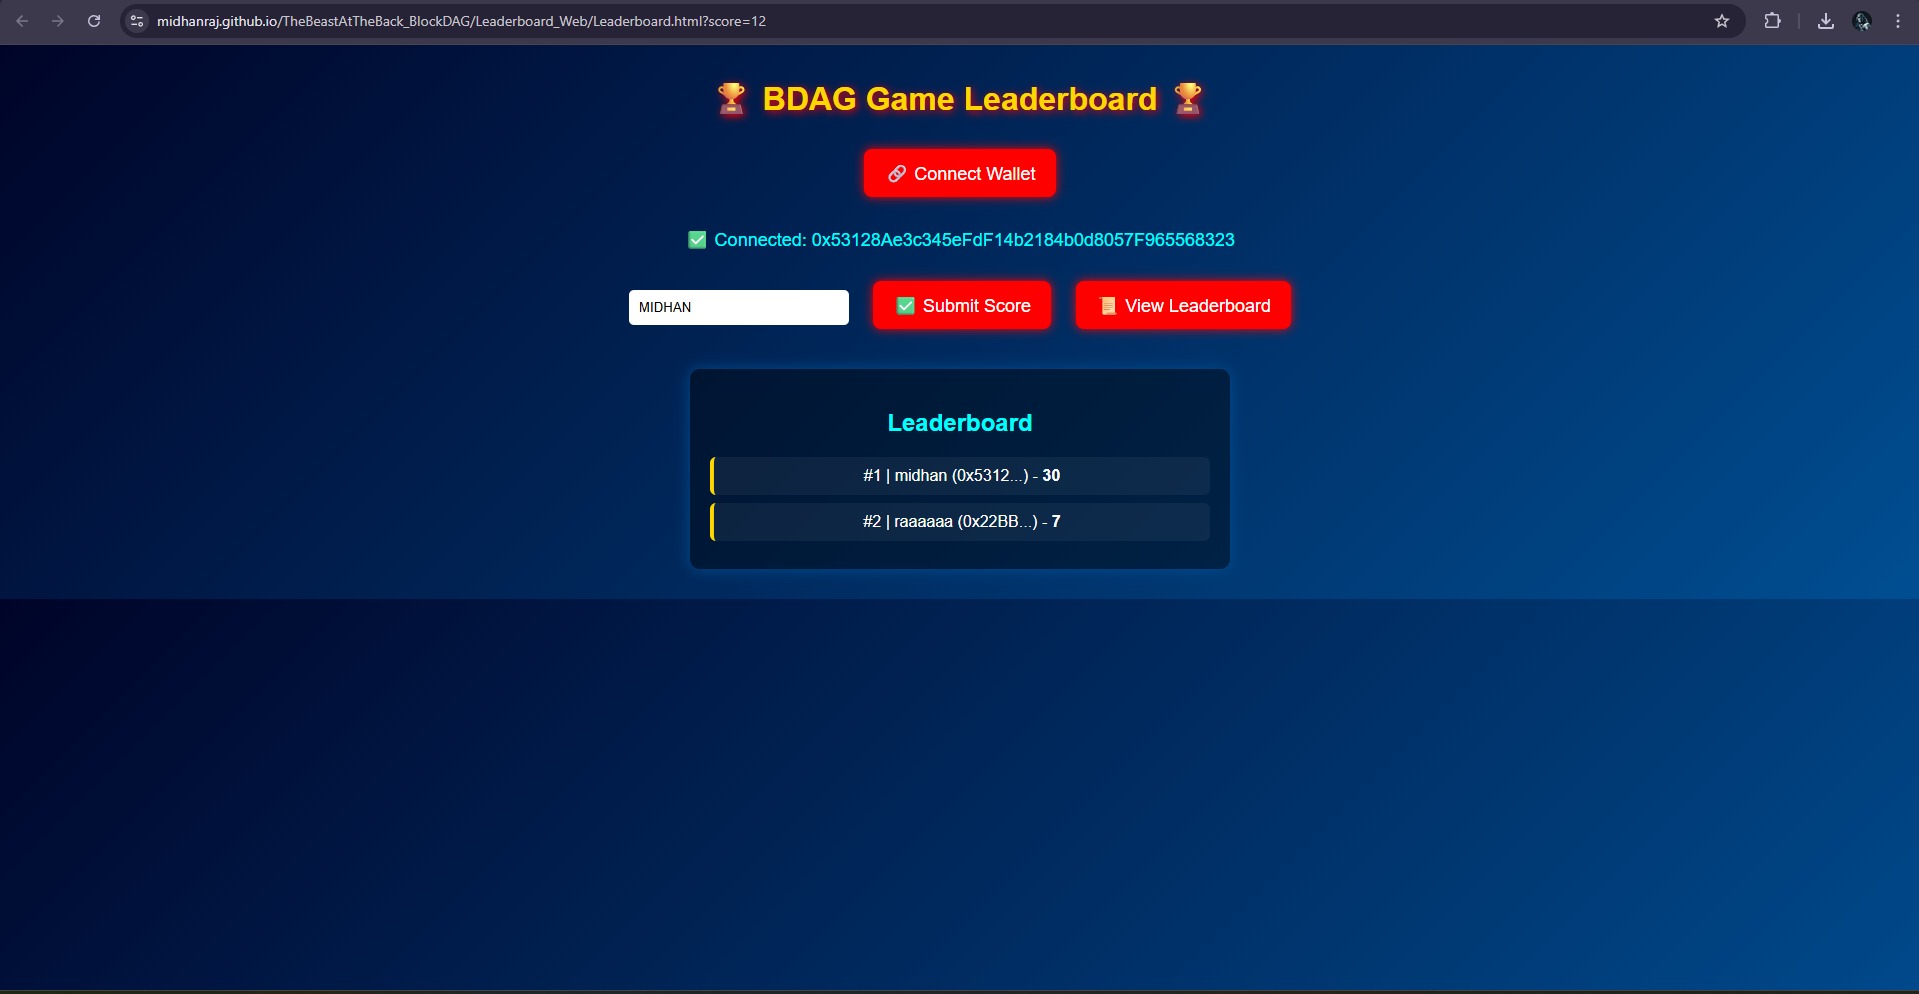 midhanraj.github.io/TheBeastAtTheBack_BlockDAG/Leaderboard_Web/Leaderboard.html?score=12
🏆 BDAG Game Leaderboard 🏆
🔗 Connect Wallet
✅ Connected: 0x53128Ae3c345eFdF14b2184b0d8057F965568323
MIDHAN
✅ Submit Score
📜 View Leaderboard
Leaderboard
#1 | midhan (0x5312...) - 30
#2 | raaaaaa (0x22BB...) - 7